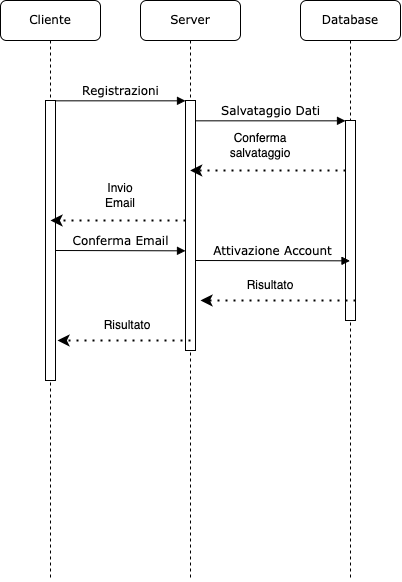 Cliente
Server
Database
Registrazioni
Salvataggio Dati
Conferma
salvataggio
Invio
Email
Conferma Email
Attivazione Account
Risultato
Risultato